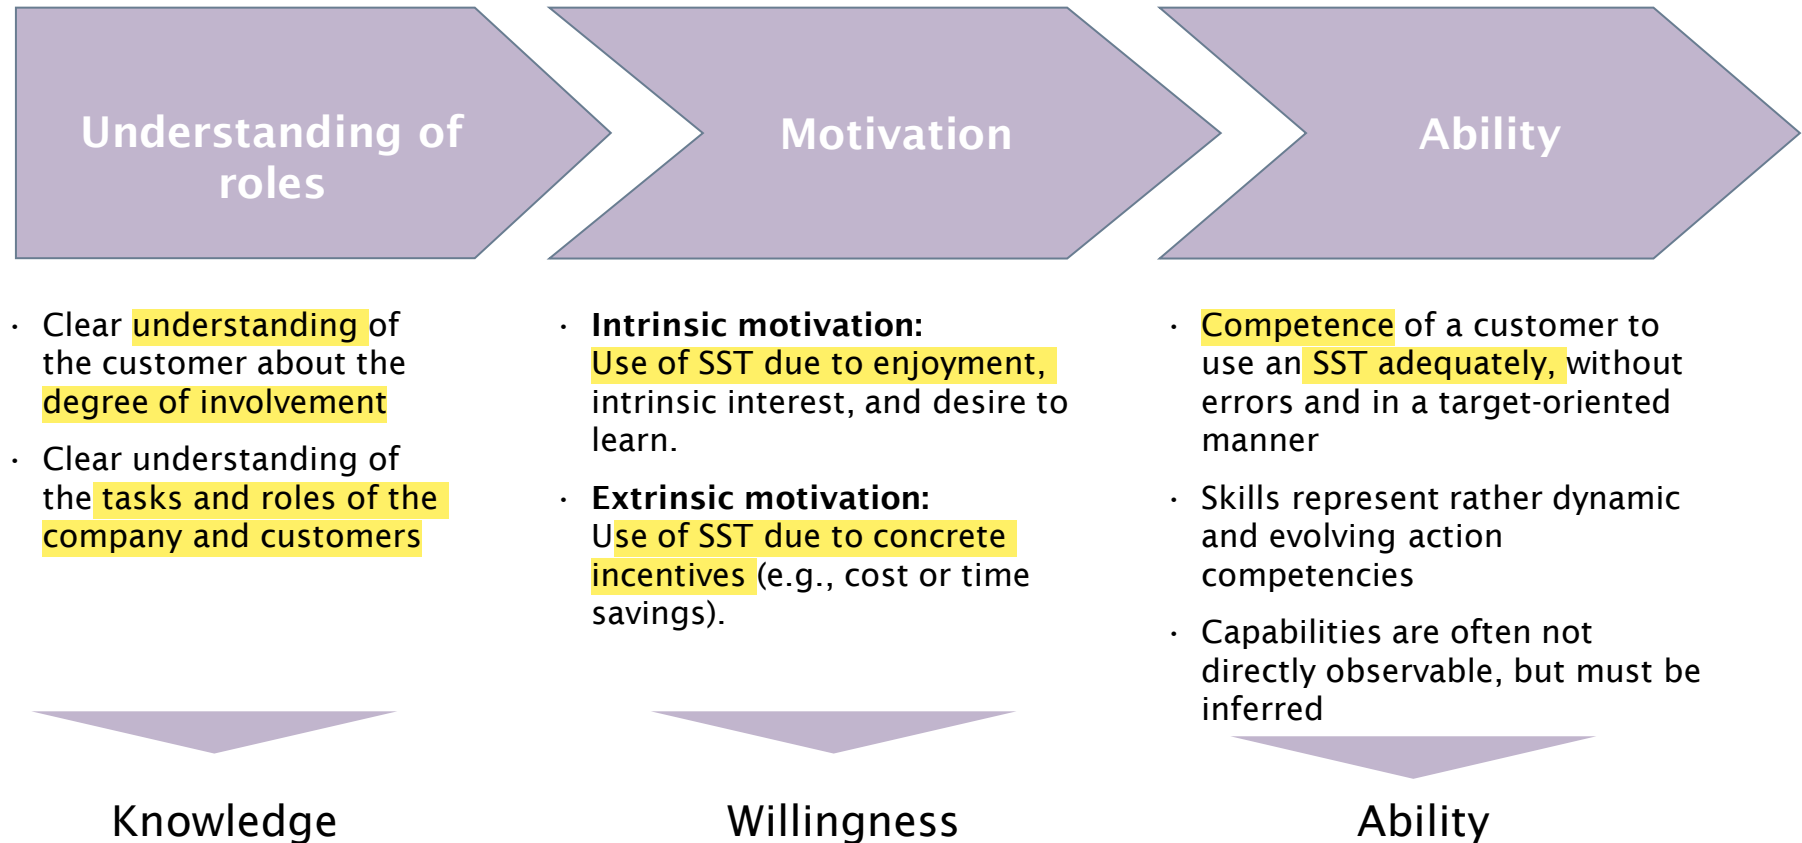 Understanding of
roles
Motivation
Ability
· Clear understanding of
the customer about the
degree of involvement
· Clear understanding of
the tasks and roles of the
company and customers
· Intrinsic motivation:
Use of SST due to enjoyment,
intrinsic interest, and desire to
learn.
· Extrinsic motivation:
Use of SST due to concrete
incentives (e.g., cost or time
savings).
· Competence of a customer to
use an SST adequately, without
errors and in a target-oriented
manner
· Skills represent rather dynamic
and evolving action
competencies
· Capabilities are often not
directly observable, but must be
inferred
Knowledge
Willingness
Ability